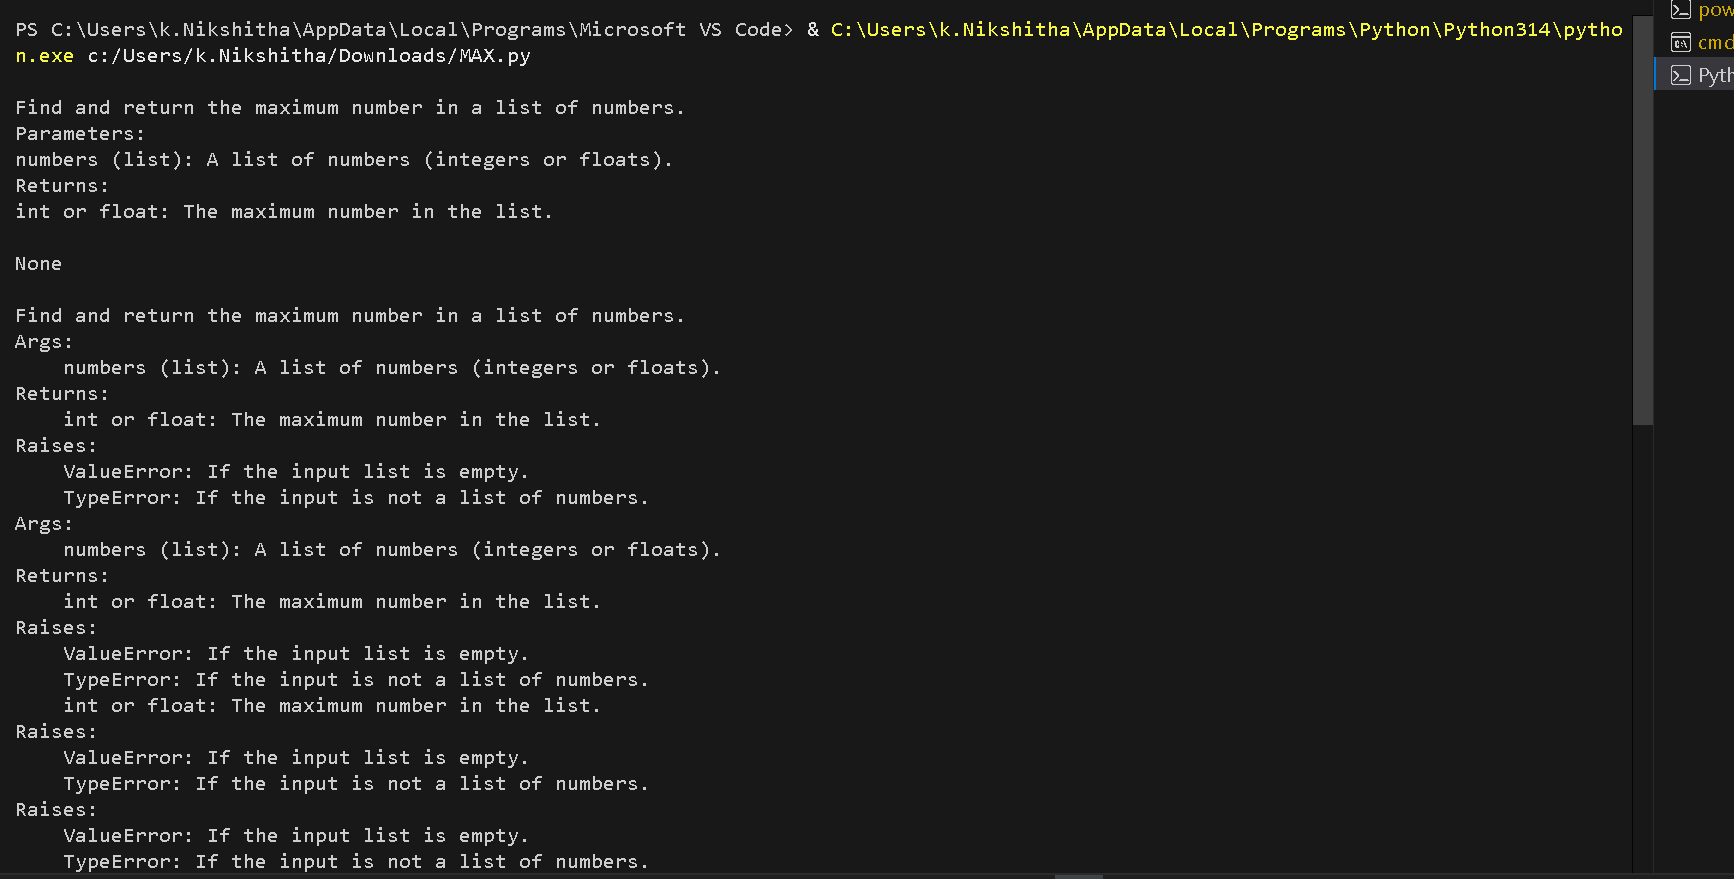 PS C:\Users\k.Nikshitha\AppData\Local\Programs\Microsoft VS Code> & C:\Users\k.Nikshitha\AppData\Local\Programs\Python\Python314\pytho
n.exe c:/Users/k.Nikshitha/Downloads/MAX.py
Find and return the maximum number in a list of numbers.
Parameters:
numbers (list): A list of numbers (integers or floats).
Returns:
int or float: The maximum number in the list.
None
Find and return the maximum number in a list of numbers.
Args:
    numbers (list): A list of numbers (integers or floats).
Returns:
    int or float: The maximum number in the list.
Raises:
    ValueError: If the input list is empty.
    TypeError: If the input is not a list of numbers.
Args:
    numbers (list): A list of numbers (integers or floats).
Returns:
    int or float: The maximum number in the list.
Raises:
    ValueError: If the input list is empty.
    TypeError: If the input is not a list of numbers.
    int or float: The maximum number in the list.
Raises:
    ValueError: If the input list is empty.
    TypeError: If the input is not a list of numbers.
Raises:
    ValueError: If the input list is empty.
    TypeError: If the input is not a list of numbers.
pow
cmd
Pyth